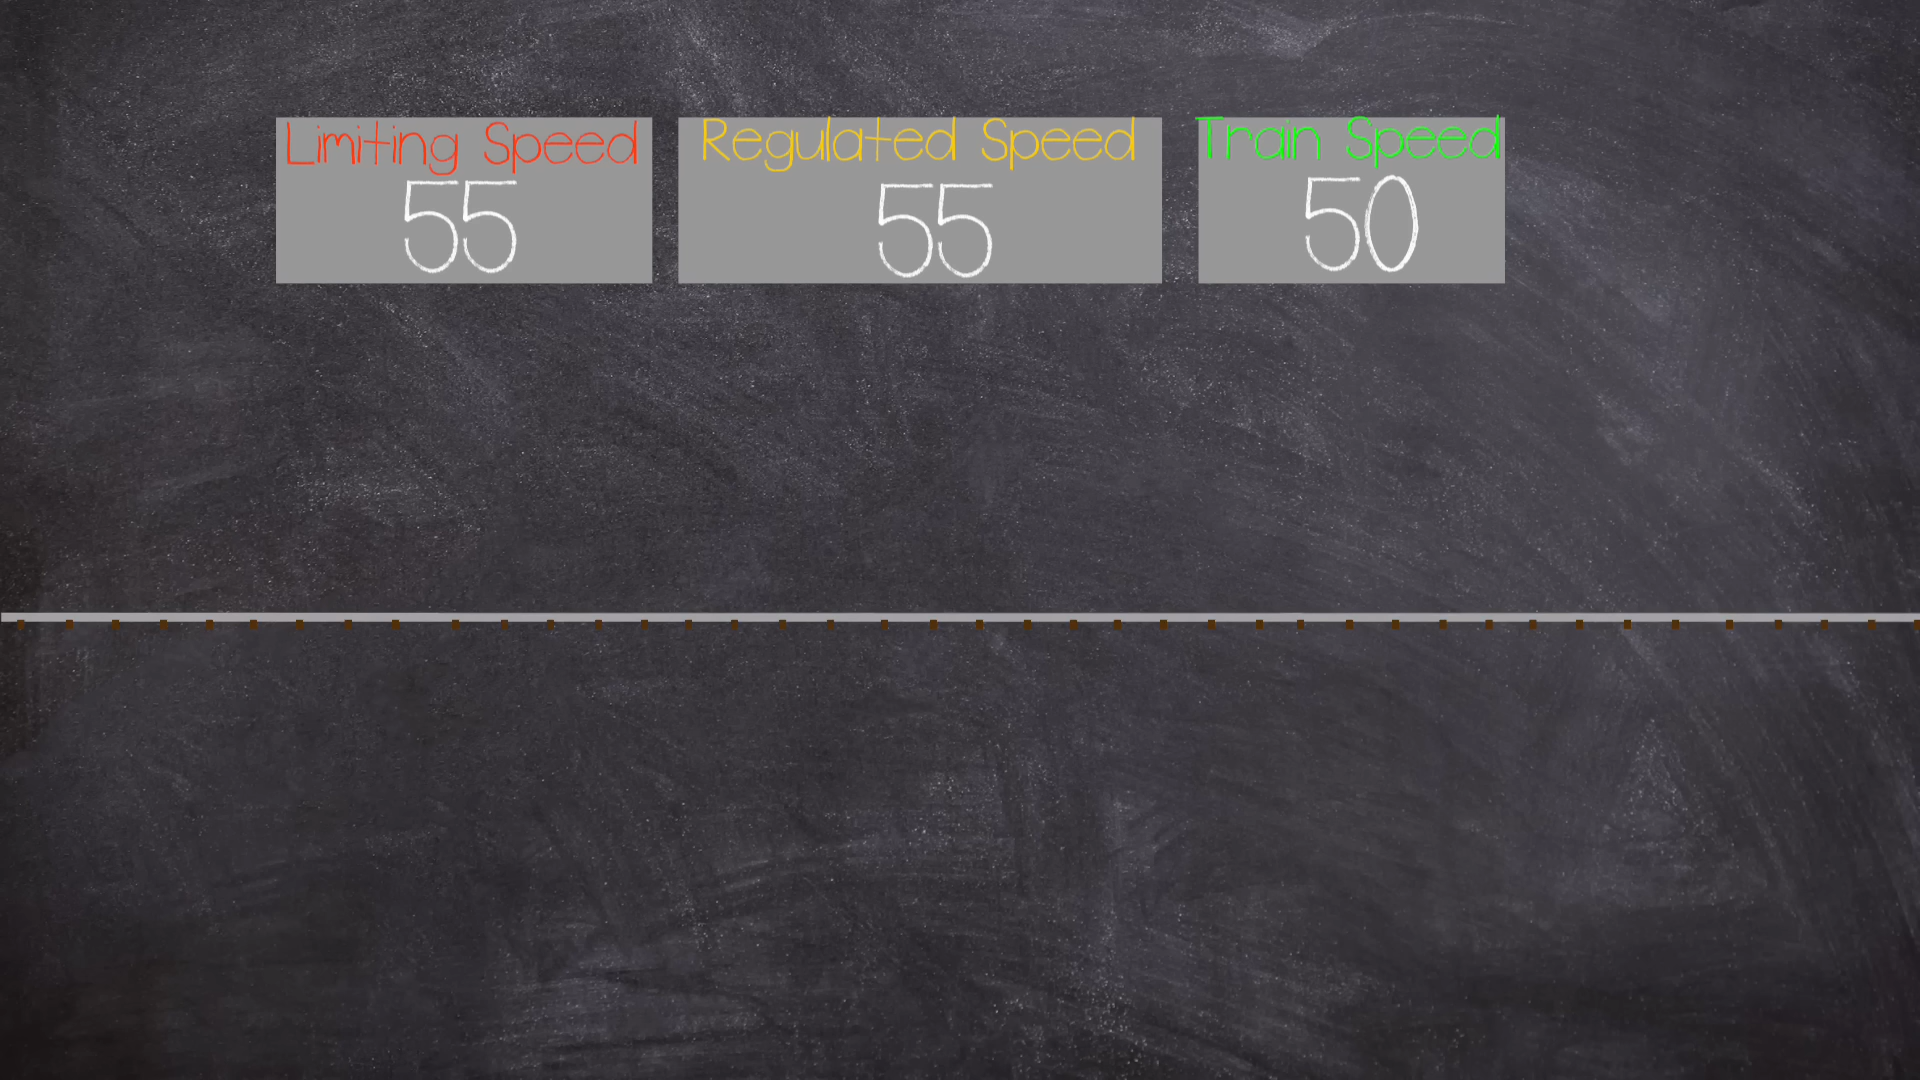 Limiting Speed
55
Regulated Speed
55
Train Speed
50